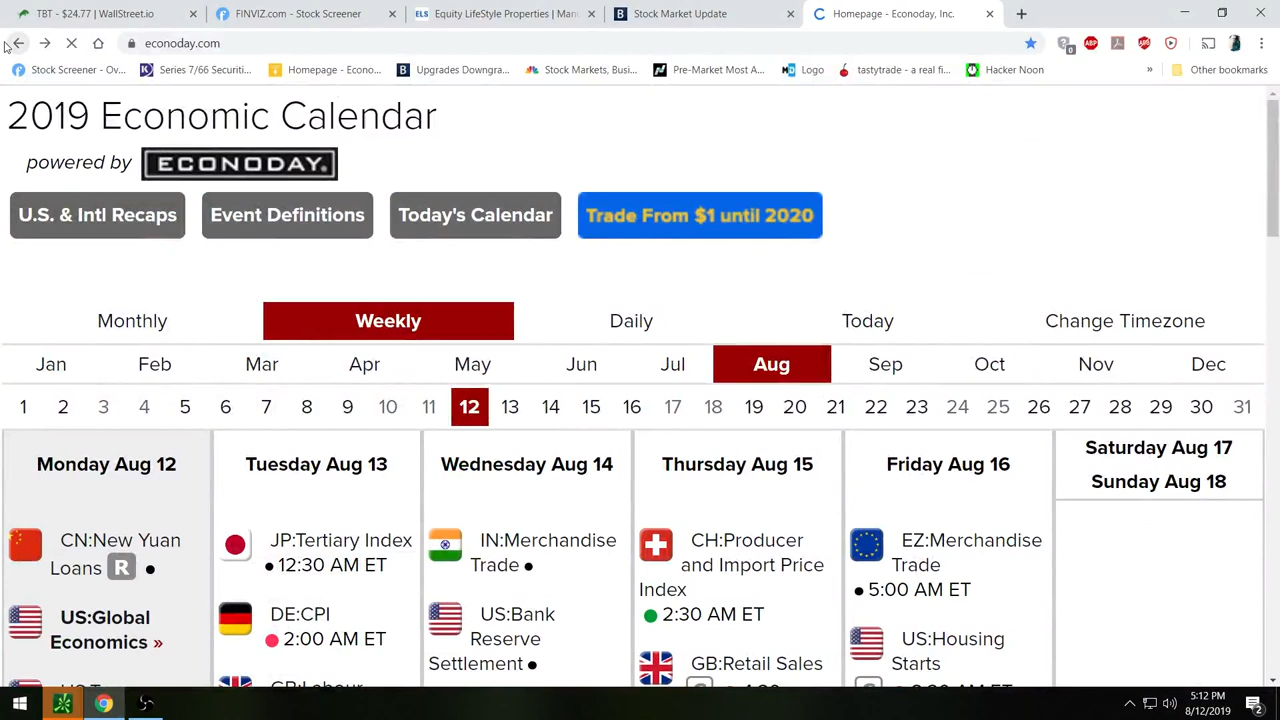 TBT - $24.77 | WallStreet.io
FINVIZ.com - Stock Screener
ELS Equity LifeStyle Properties | Man
B Stock Market Update
Homepage - Econoday, Inc.
econoday.com
Stock Screener - Ov...
Series 7/66 Securiti...
Homepage - Econo...
Upgrades Downgra...
Stock Markets, Busi...
Pre-Market Most A...
Logo
tastytrade - a real fi...
Hacker Noon
»
Other bookmarks
2019 Economic Calendar
powered by ECONODAY
U.S. & Intl Recaps
Event Definitions
Today's Calendar
Trade From $1 until 2020
Monthly Weekly Daily Today Change Timezone
Jan Feb Mar Apr May Jun Jul Aug Sep Oct Nov Dec
1 2 3 4 5 6 7 8 9 10 11 12 13 14 15 16 17 18 19 20 21 22 23 24 25 26 27 28 29 30 31
Monday Aug 12
CN:New Yuan
Loans R
US:Global
Economics »
Tuesday Aug 13
JP:Tertiary Index
12:30 AM ET
DE:CPI
2:00 AM ET
GB:Labour
Wednesday Aug 14
IN:Merchandise
Trade
US:Bank
Reserve
Settlement
Thursday Aug 15
CH:Producer
and Import Price
Index
2:30 AM ET
GB:Retail Sales
Friday Aug 16
EZ:Merchandise
Trade
5:00 AM ET
US:Housing
Starts
Saturday Aug 17
Sunday Aug 18
5:12 PM
8/12/2019